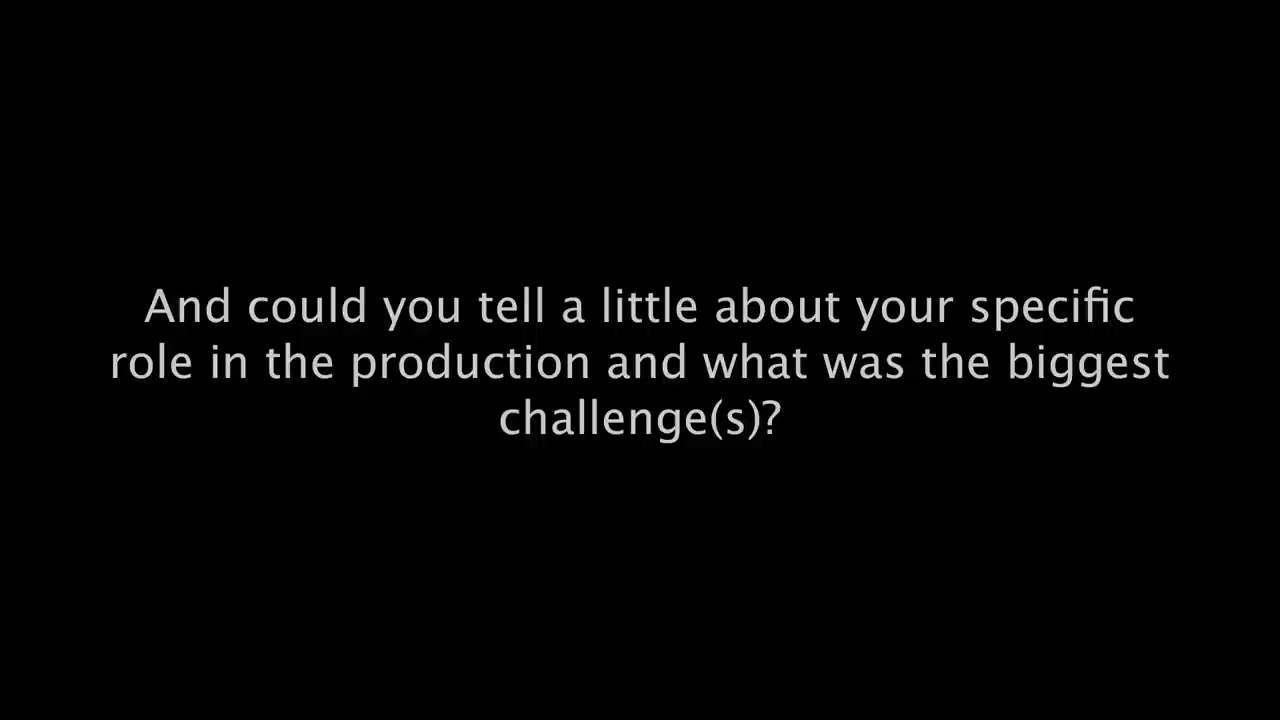 And could you tell a little about your specific
role in the production and what was the biggest
challenge(s)?